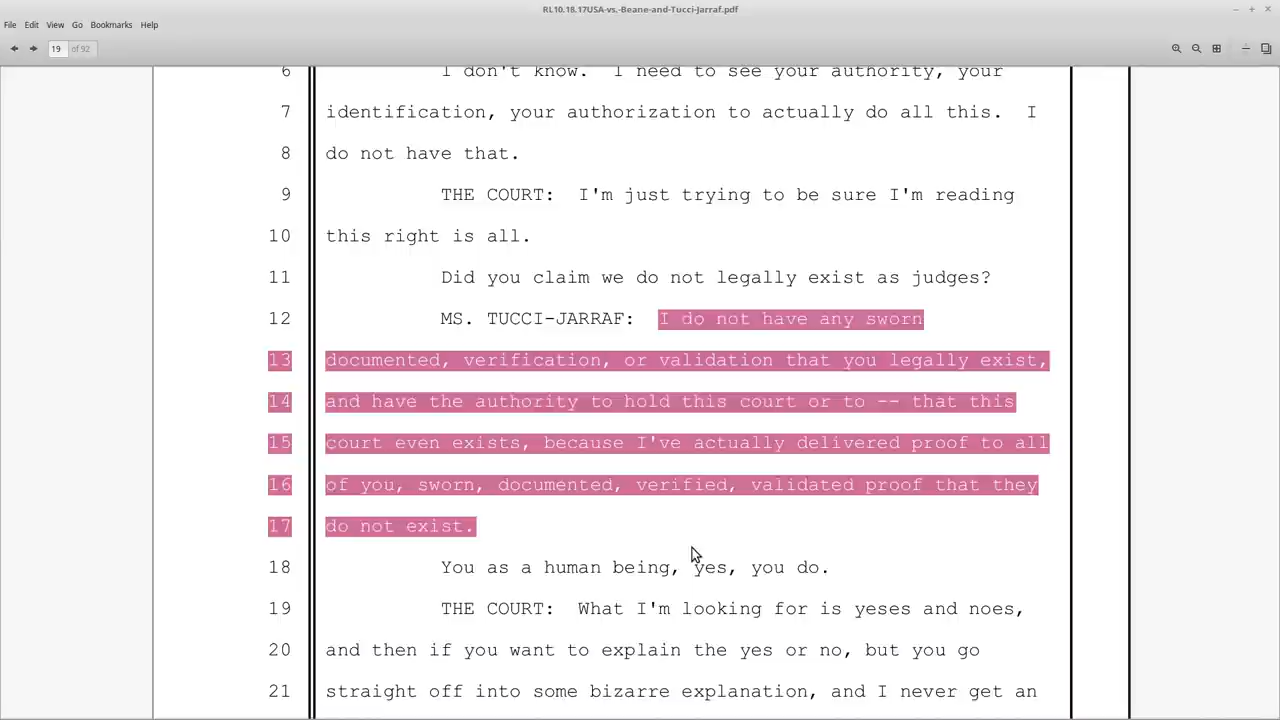 RL10.18.17USA-vs.-Beane-and-Tucci-Jarraf.pdf
File Edit View Go Bookmarks Help
19 of 92
6 I don't know. I need to see your authority, your
7 identification, your authorization to actually do all this. I
8 do not have that.
9 THE COURT: I'm just trying to be sure I'm reading
10 this right is all.
11 Did you claim we do not legally exist as judges?
12 MS. TUCCI-JARRAF: I do not have any sworn
13 documented, verification, or validation that you legally exist,
14 and have the authority to hold this court or to -- that this
15 court even exists, because I've actually delivered proof to all
16 of you, sworn, documented, verified, validated proof that they
17 do not exist.
18 You as a human being, yes, you do.
19 THE COURT: What I'm looking for is yeses and noes,
20 and then if you want to explain the yes or no, but you go
21 straight off into some bizarre explanation, and I never get an